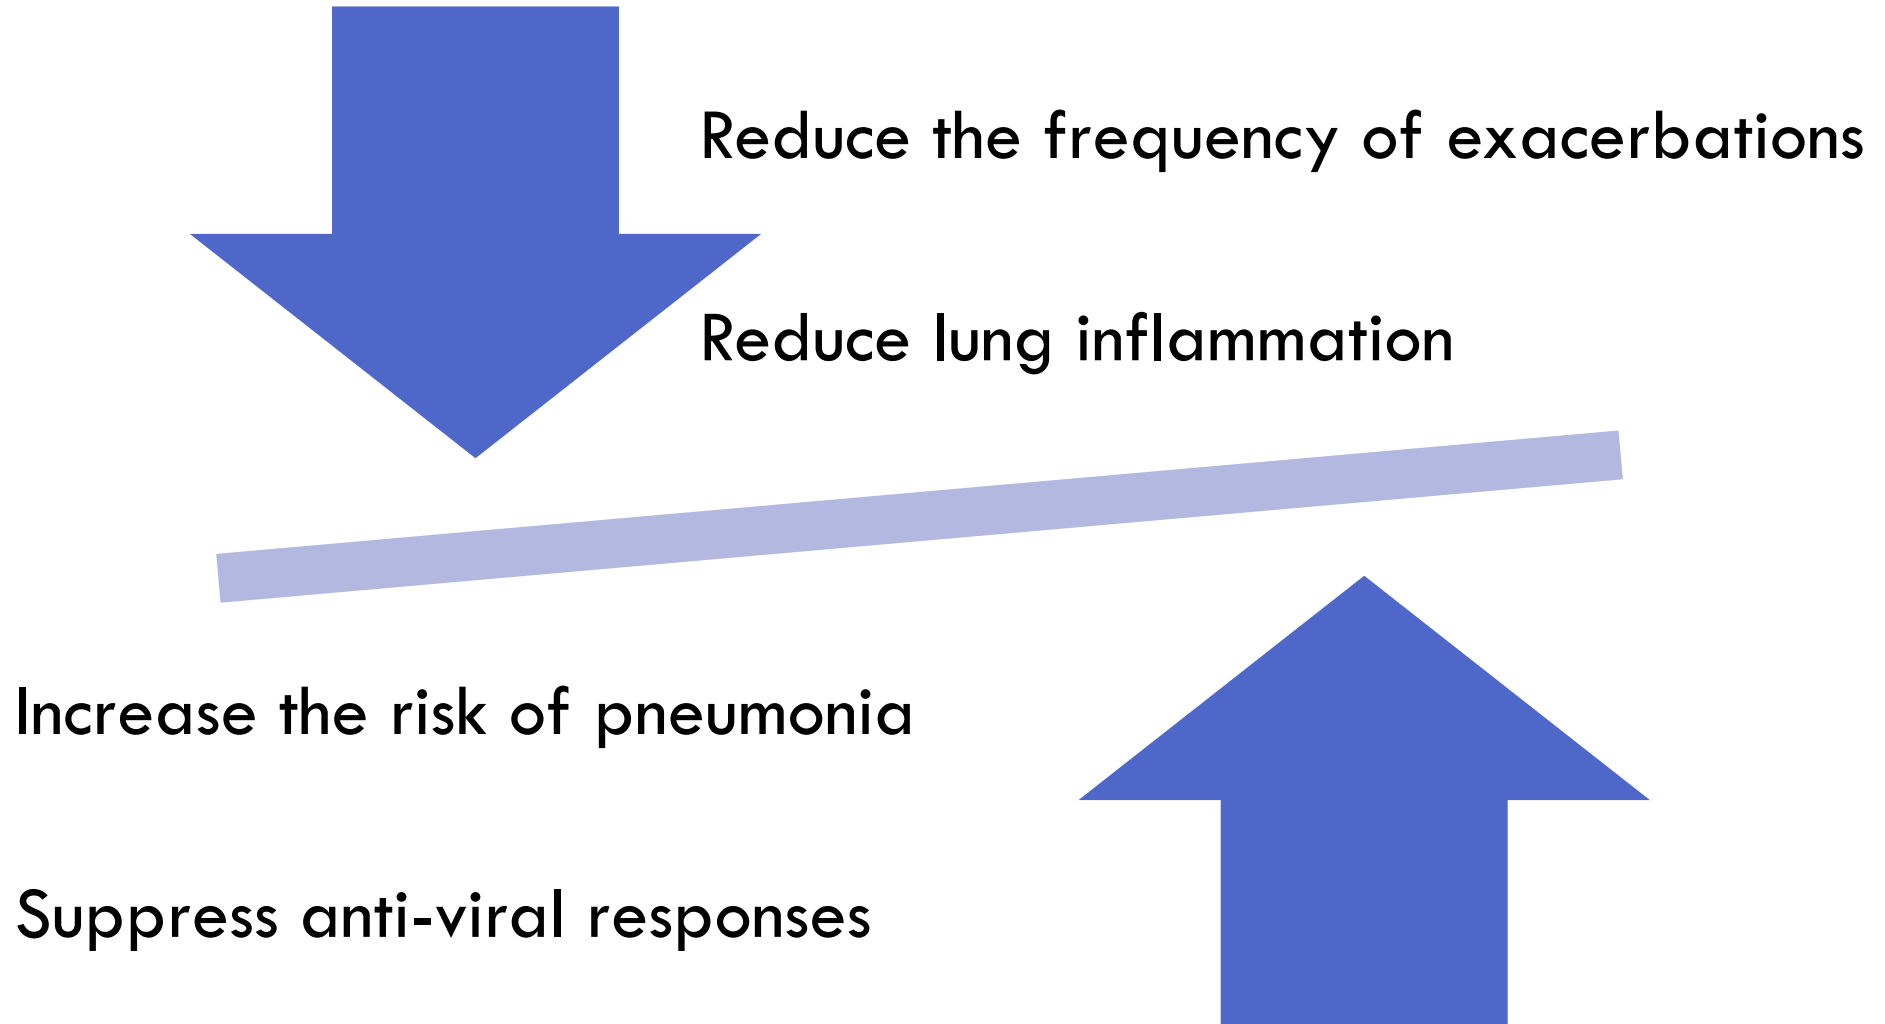 Reduce the frequency of exacerbations
Reduce lung inflammation
Increase the risk of pneumonia
Suppress anti-viral responses